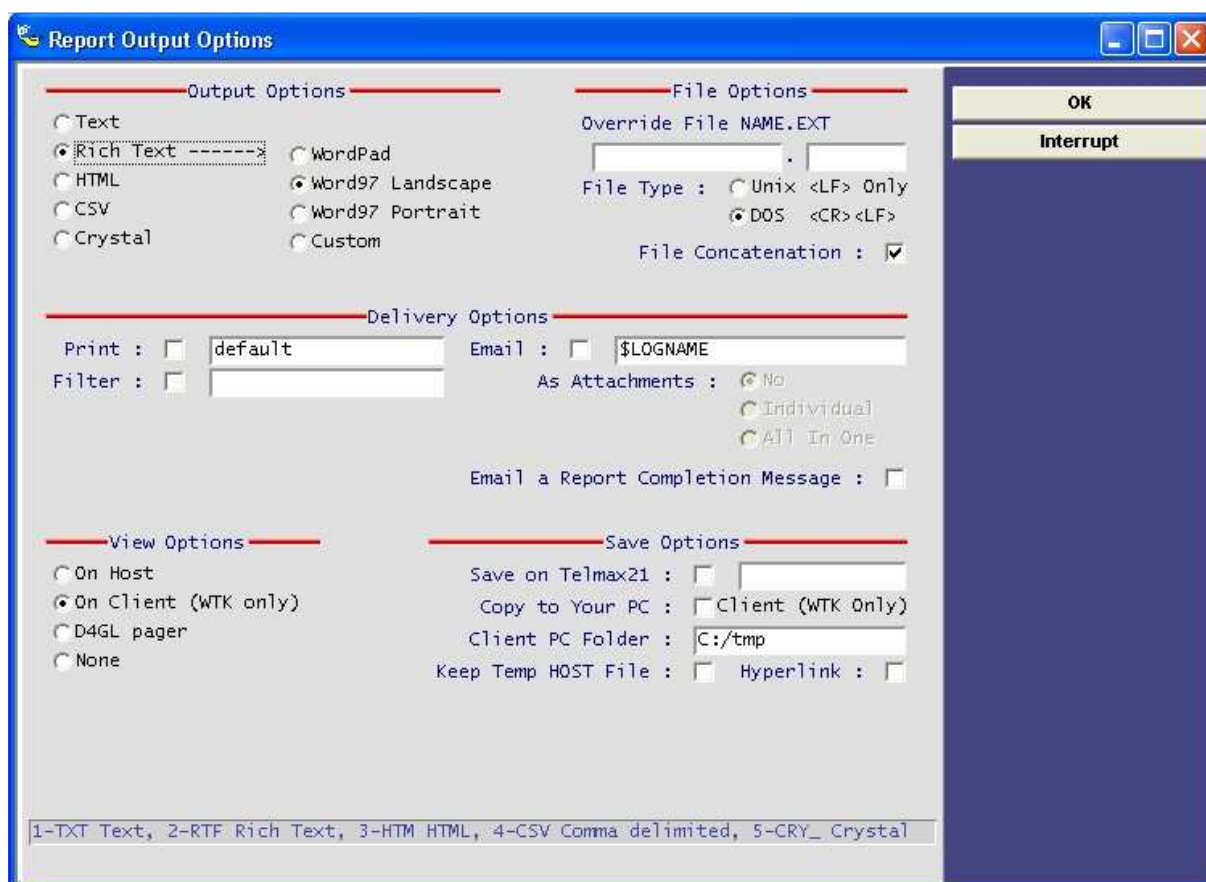 Report Output Options
OK
Interrupt
Output Options
Text
Rich Text ------>
HTML
CSV
Crystal
WordPad
Word97 Landscape
Word97 Portrait
Custom
File Options
Override File NAME.EXT
.
File Type : Unix <LF> Only
DOS <CR><LF>
File Concatenation :
Delivery Options
Print : default
Filter :
Email : $LOGNAME
As Attachments : No
Individual
All In One
Email a Report Completion Message :
View Options
On Host
On Client (WTK only)
D4GL pager
None
Save Options
Save on Telmax21 :
Copy to Your PC : Client (WTK Only)
Client PC Folder : C:/tmp
Keep Temp HOST File : Hyperlink :
1-TXT Text, 2-RTF Rich Text, 3-HTM HTML, 4-CSV Comma delimited, 5-CRY_ Crystal